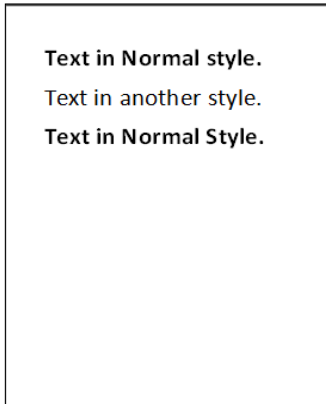 Text in Normal style.
Text in another style.
Text in Normal Style.